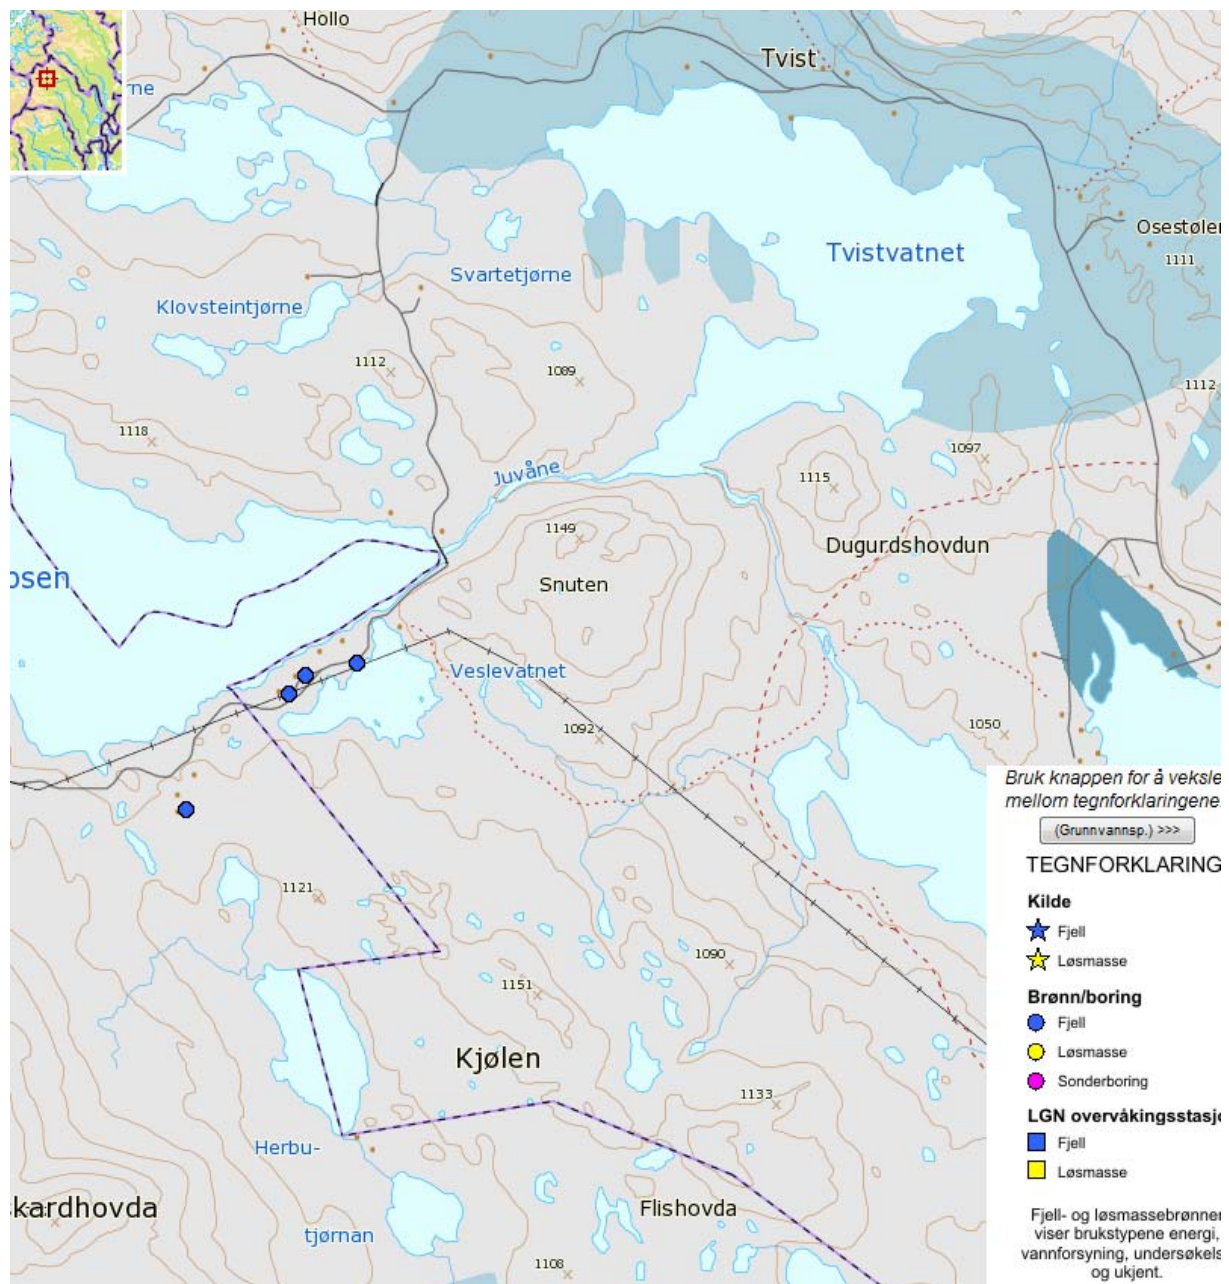 Hollo
Tvist
rne
Osestølen
1111
Tvistvatnet
Svartetjørne
Klovsteintjørne
1112
1089
1112
1118
1097
Juvåne
1115
1149
Dugurdshovdun
osen
Snuten
Veslevatnet
1092
1050
Bruk knappen for å veksle
mellom tegnforklaringene.
(Grunnvannsp.) >>>
TEGNFORKLARING
1121
Kilde
Fjell
1090
Løsmasse
1151
Brønn/boring
Fjell
Kjølen
Løsmasse
Sonderboring
1133
LGN overvåkingsstasjo
Fjell
Herbu-
Løsmasse
skardhovda
Flishovda
tjørnan
1108
Fjell- og løsmassebrønner
viser brukstypene energi,
vannforsyning, undersøkels
og ukjent.